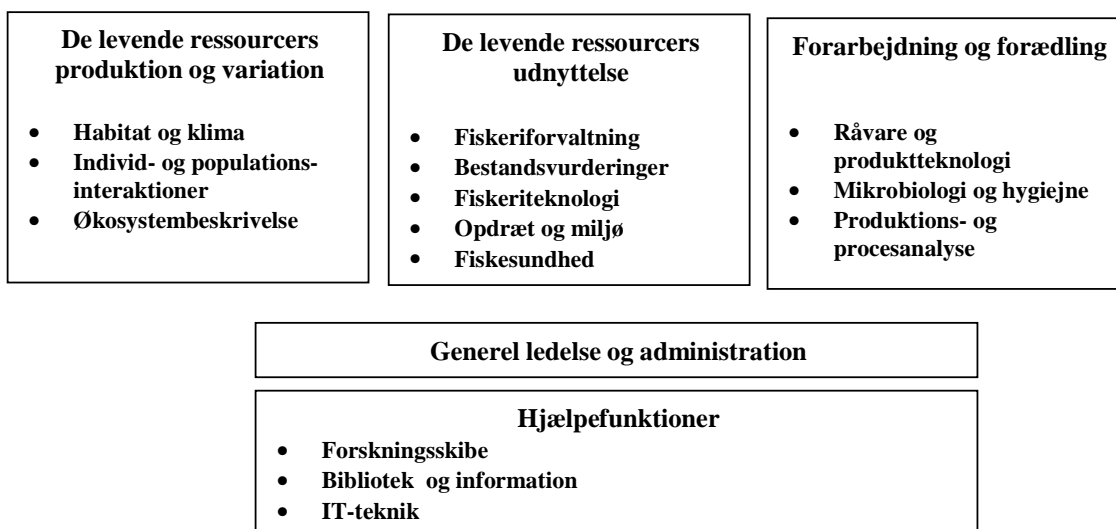 De levende ressourcers
produktion og variation
• Habitat og klima
• Individ- og populations-
interaktioner
• Økosystembeskrivelse
De levende ressourcers
udnyttelse
• Fiskeriforvaltning
• Bestandsvurderinger
• Fiskeriteknologi
• Opdræt og miljø
• Fiskesundhed
Forarbejdning og forædling
• Råvare og
produktteknologi
• Mikrobiologi og hygiejne
• Produktions- og
procesanalyse
Generel ledelse og administration
Hjælpefunktioner
• Forskningsskibe
• Bibliotek og information
• IT-teknik